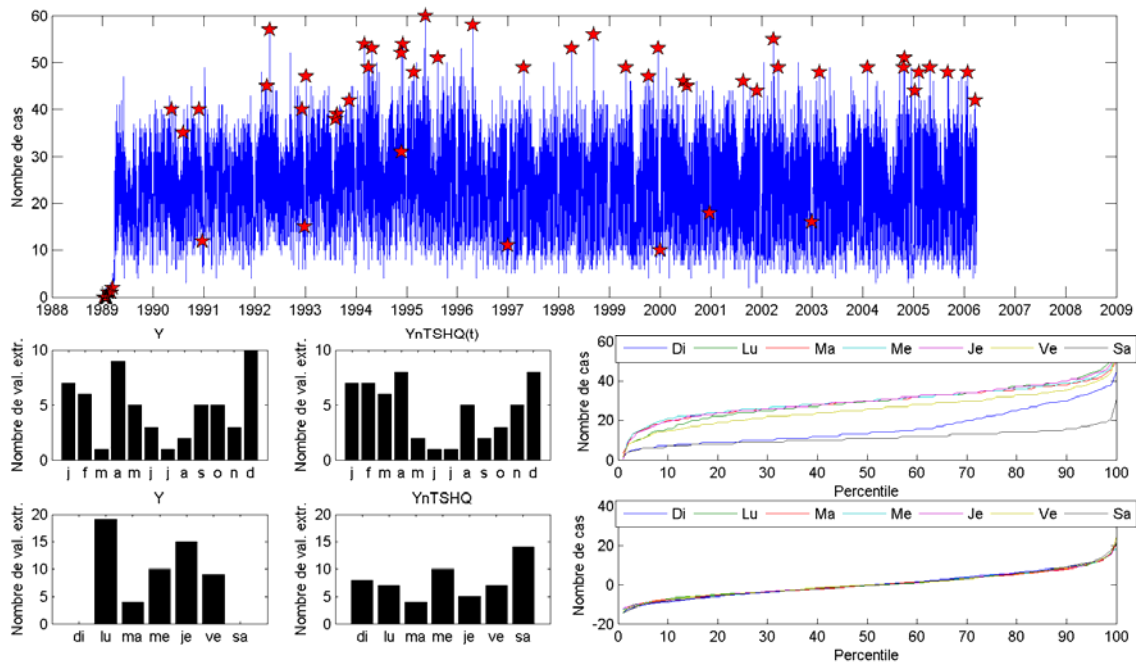 60
50
40
30
20
10
0
Nombre de cas
1988 1989 1990 1991 1992 1993 1994 1995 1996 1997 1998 1999 2000 2001 2002 2003 2004 2005 2006 2007 2008 2009
Y
10
5
0
Nombre de val. extr.
j f m a m j j a s o n d
YnTSHQ(t)
10
5
0
Nombre de val. extr.
j f m a m j j a s o n d
60
40
20
0
Nombre de cas
Di Lu Ma Me Je Ve Sa
10 20 30 40 50 60 70 80 90 100
Percentile
Y
20
15
10
5
0
Nombre de val. extr.
di lu ma me je ve sa
YnTSHQ
20
15
10
5
0
Nombre de val. extr.
di lu ma me je ve sa
40
20
0
-20
Nombre de cas
Di Lu Ma Me Je Ve Sa
10 20 30 40 50 60 70 80 90 100
Percentile